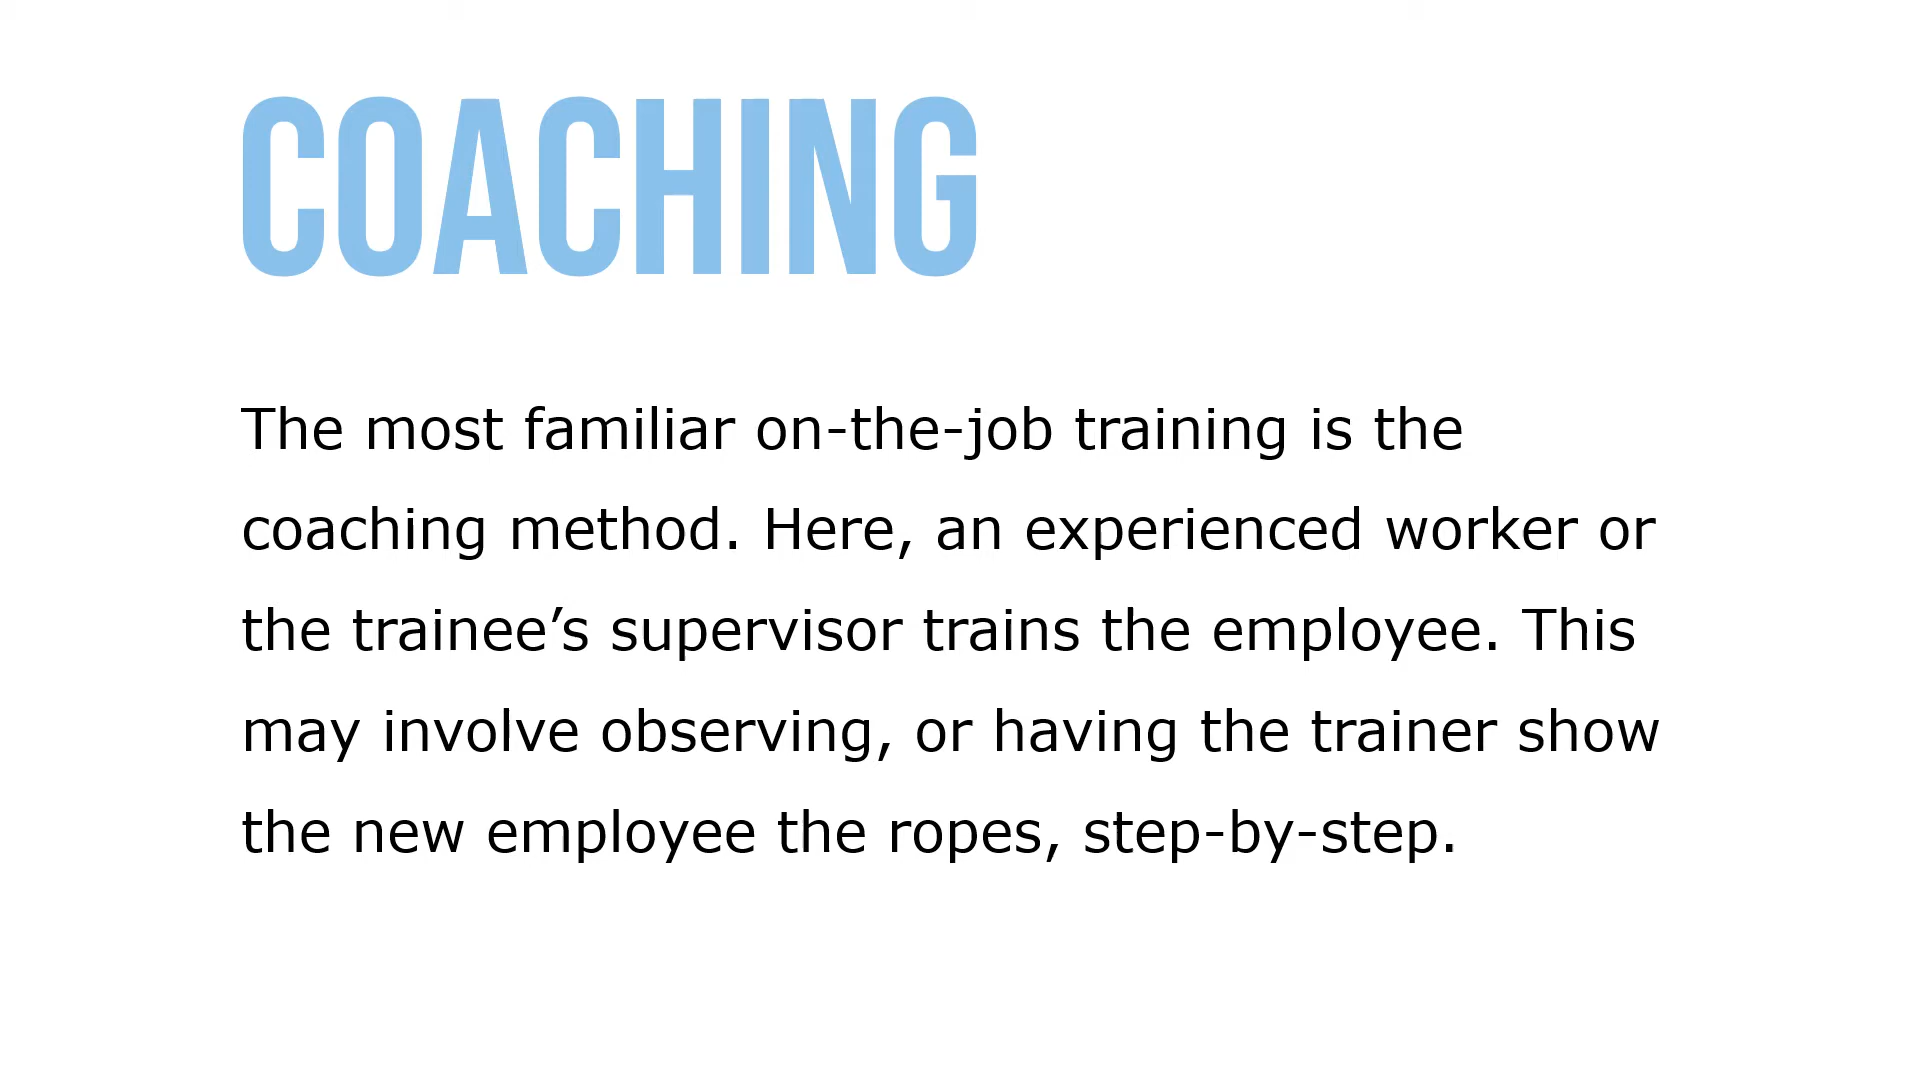 COACHING
The most familiar on-the-job training is the
coaching method. Here, an experienced worker or
the trainee’s supervisor trains the employee. This
may involve observing, or having the trainer show
the new employee the ropes, step-by-step.